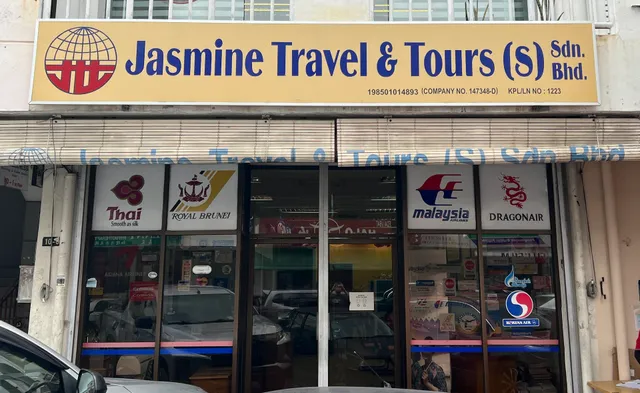 Jasmine Travel & Tours (S) Sdn. Bhd.
198501014893 (COMPANY NO. 147348-D) KPL/LN NO : 1223
Jasmine Travel & Tours (S) Sdn Bhd
Thai
Smooth as silk
ROYAL BRUNEI
malaysia
AIRLINES
DRAGONAIR
KOREAN AIR